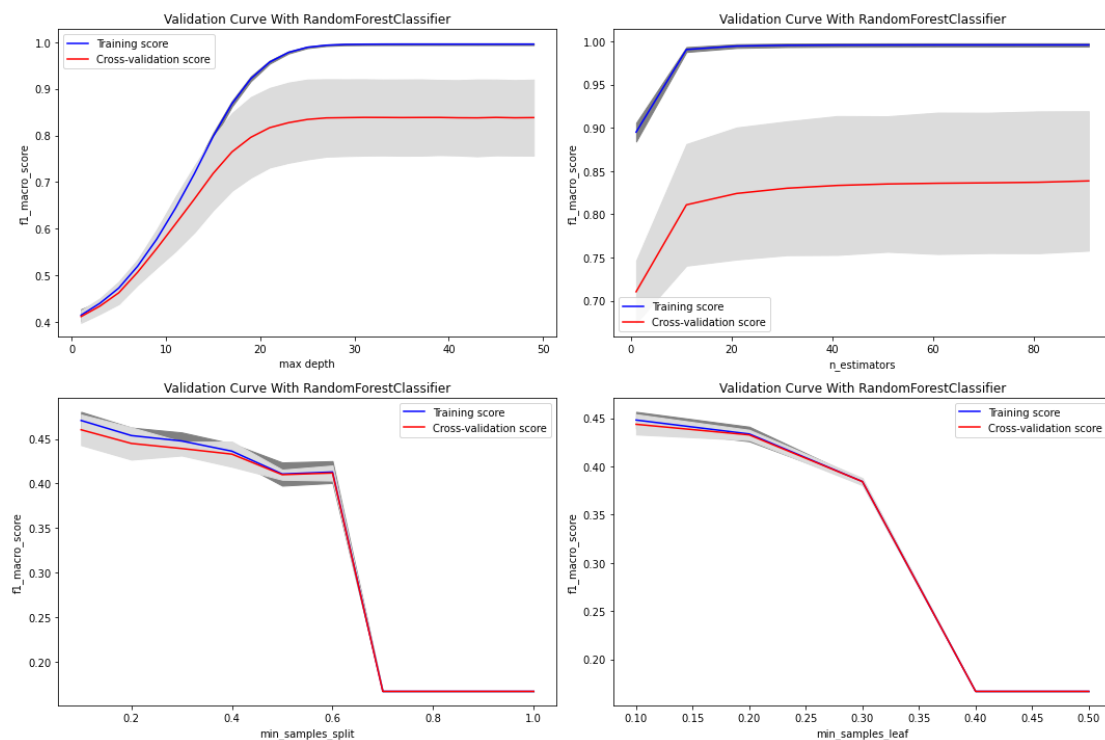 Validation Curve With RandomForestClassifier
1.0
0.9
0.8
0.7
0.6
0.5
0.4
f1_macro_score
Training score
Cross-validation score
0
10
20
30
40
50
max depth
Validation Curve With RandomForestClassifier
1.00
0.95
0.90
0.85
0.80
0.75
0.70
f1_macro_score
Training score
Cross-validation score
0
20
40
60
80
n_estimators
Validation Curve With RandomForestClassifier
0.45
0.40
0.35
0.30
0.25
0.20
f1_macro_score
Training score
Cross-validation score
0.2
0.4
0.6
0.8
1.0
min_samples_split
Validation Curve With RandomForestClassifier
0.45
0.40
0.35
0.30
0.25
0.20
f1_macro_score
Training score
Cross-validation score
0.10
0.15
0.20
0.25
0.30
0.35
0.40
0.45
0.50
min_samples_leaf